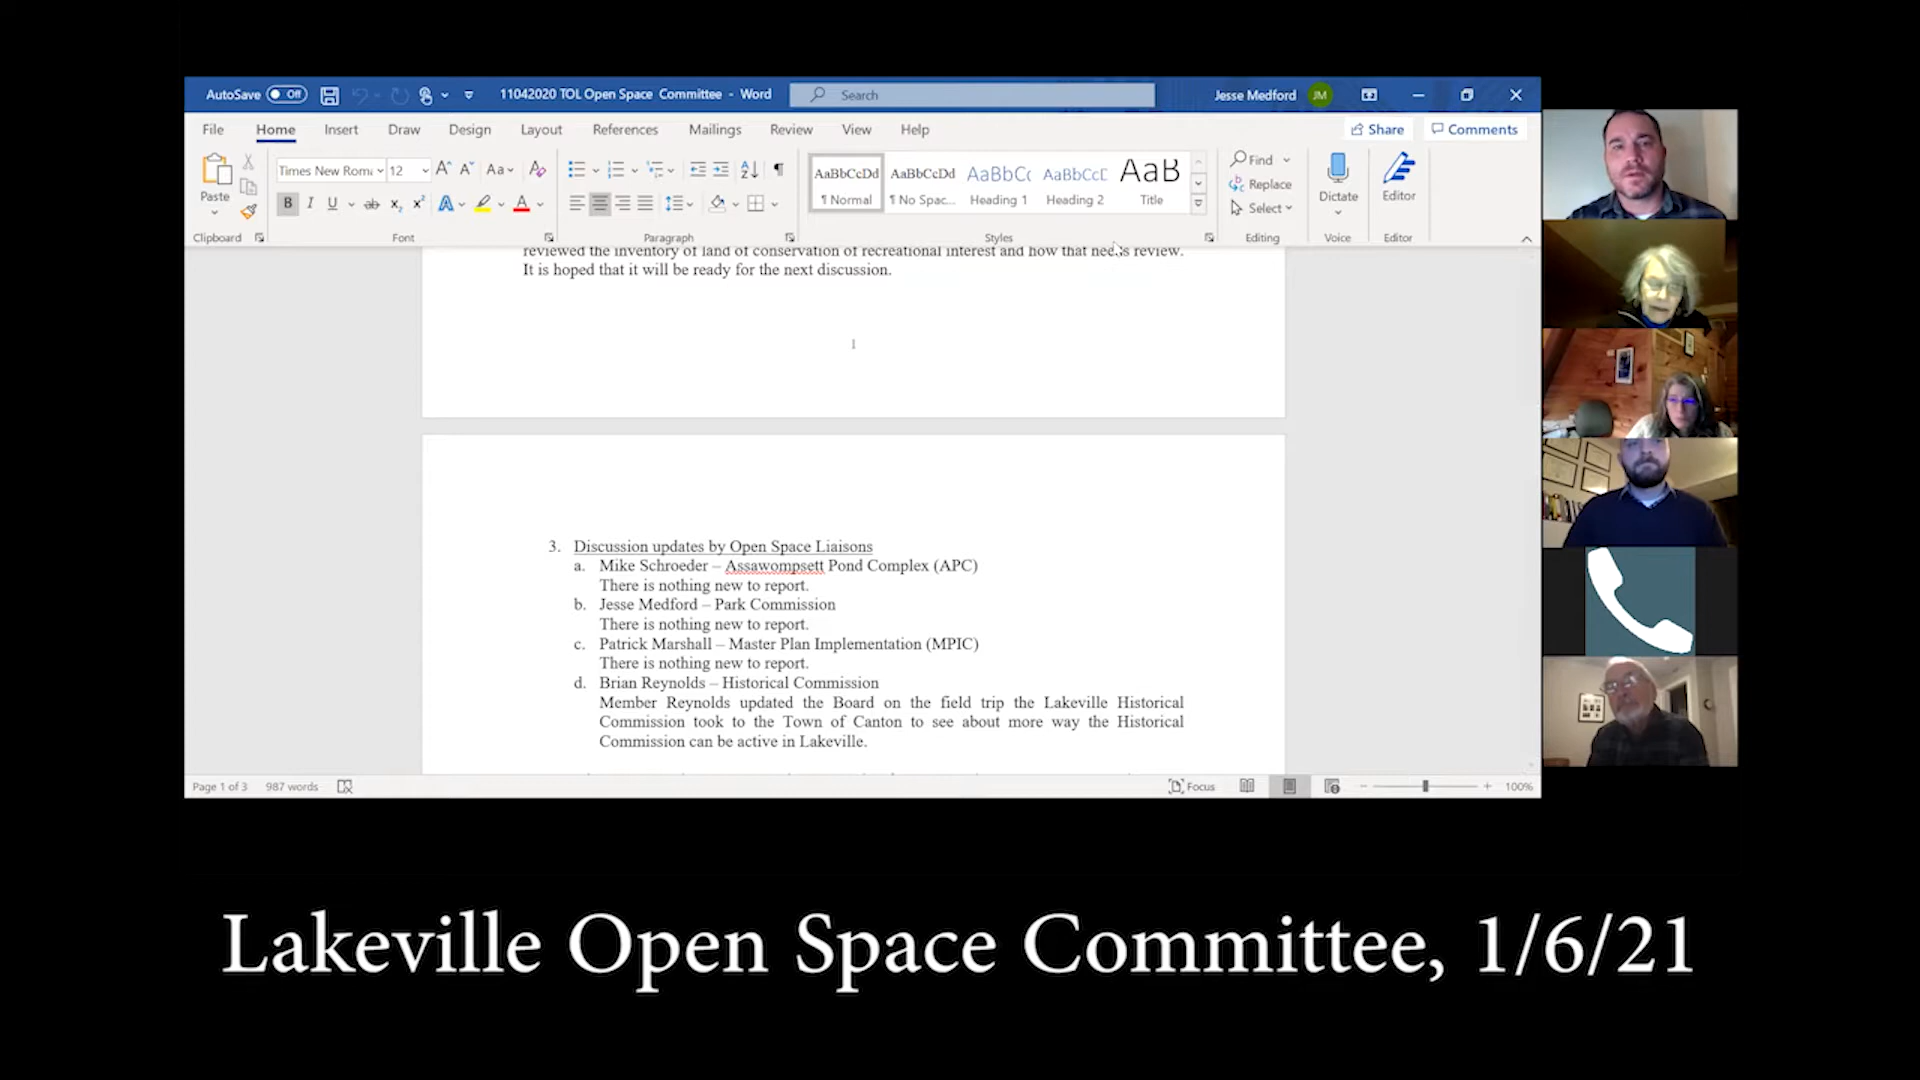 AutoSave Off 11042020 TOL Open Space Committee - Word Search Jesse Medford JM
File Home Insert Draw Design Layout References Mailings Review View Help Share Comments
Paste Times New Roma 12 Aa AaBbCcDd AaBbCcDd AaBbCc AaBbCcD AaB Find Replace Select Dictate Editor
B I U ab x₂ x² A A ¶ Normal ¶ No Spac... Heading 1 Heading 2 Title
Clipboard Font Paragraph Styles Editing Voice Editor
reviewed the inventory of land of conservation of recreational interest and how that needs review.
It is hoped that it will be ready for the next discussion.
1
3. Discussion updates by Open Space Liaisons
a. Mike Schroeder – Assawompsett Pond Complex (APC)
There is nothing new to report.
b. Jesse Medford – Park Commission
There is nothing new to report.
c. Patrick Marshall – Master Plan Implementation (MPIC)
There is nothing new to report.
d. Brian Reynolds – Historical Commission
Member Reynolds updated the Board on the field trip the Lakeville Historical
Commission took to the Town of Canton to see about more way the Historical
Commission can be active in Lakeville.
Page 1 of 3 987 words Focus 100%
Lakeville Open Space Committee, 1/6/21